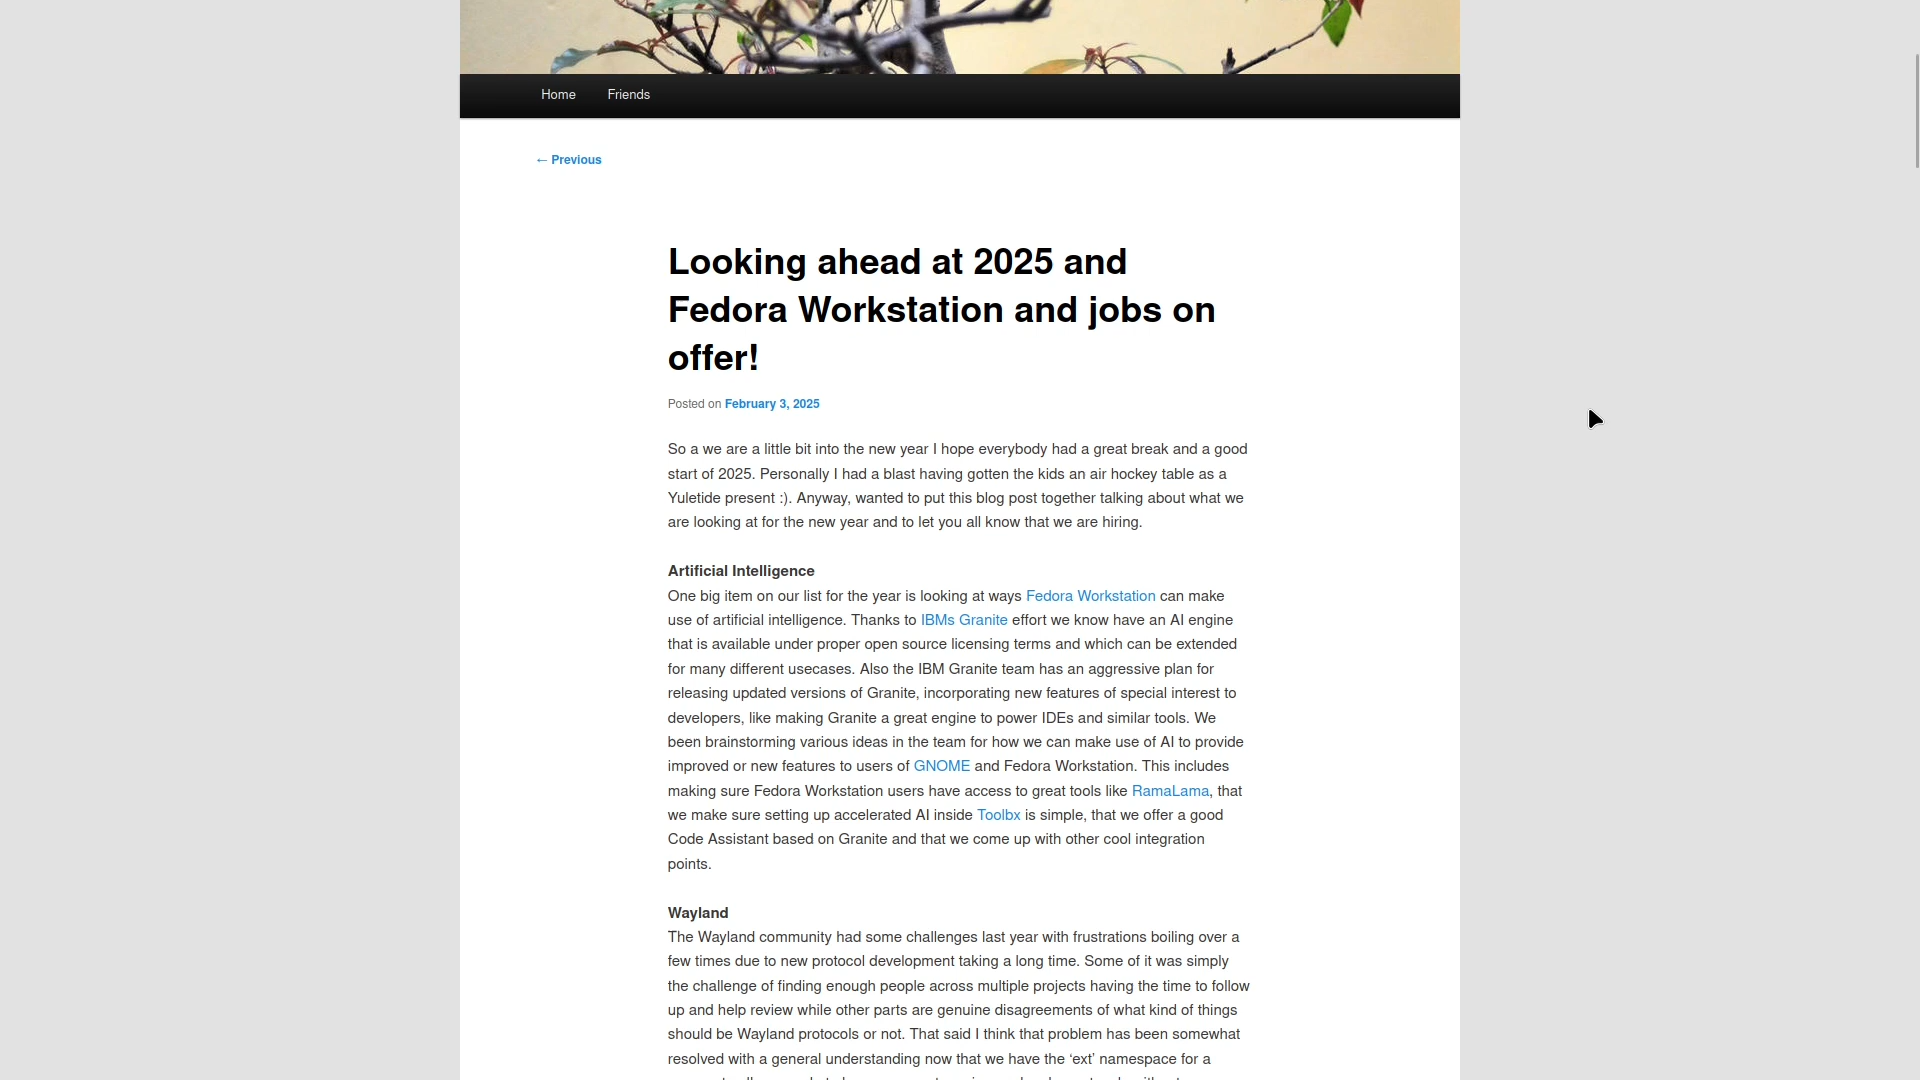 Home Friends
← Previous
Looking ahead at 2025 and
Fedora Workstation and jobs on
offer!
Posted on February 3, 2025
So a we are a little bit into the new year I hope everybody had a great break and a good
start of 2025. Personally I had a blast having gotten the kids an air hockey table as a
Yuletide present :). Anyway, wanted to put this blog post together talking about what we
are looking at for the new year and to let you all know that we are hiring.
Artificial Intelligence
One big item on our list for the year is looking at ways Fedora Workstation can make
use of artificial intelligence. Thanks to IBMs Granite effort we know have an AI engine
that is available under proper open source licensing terms and which can be extended
for many different usecases. Also the IBM Granite team has an aggressive plan for
releasing updated versions of Granite, incorporating new features of special interest to
developers, like making Granite a great engine to power IDEs and similar tools. We
been brainstorming various ideas in the team for how we can make use of AI to provide
improved or new features to users of GNOME and Fedora Workstation. This includes
making sure Fedora Workstation users have access to great tools like RamaLama, that
we make sure setting up accelerated AI inside Toolbx is simple, that we offer a good
Code Assistant based on Granite and that we come up with other cool integration
points.
Wayland
The Wayland community had some challenges last year with frustrations boiling over a
few times due to new protocol development taking a long time. Some of it was simply
the challenge of finding enough people across multiple projects having the time to follow
up and help review while other parts are genuine disagreements of what kind of things
should be Wayland protocols or not. That said I think that problem has been somewhat
resolved with a general understanding now that we have the ‘ext’ namespace for a